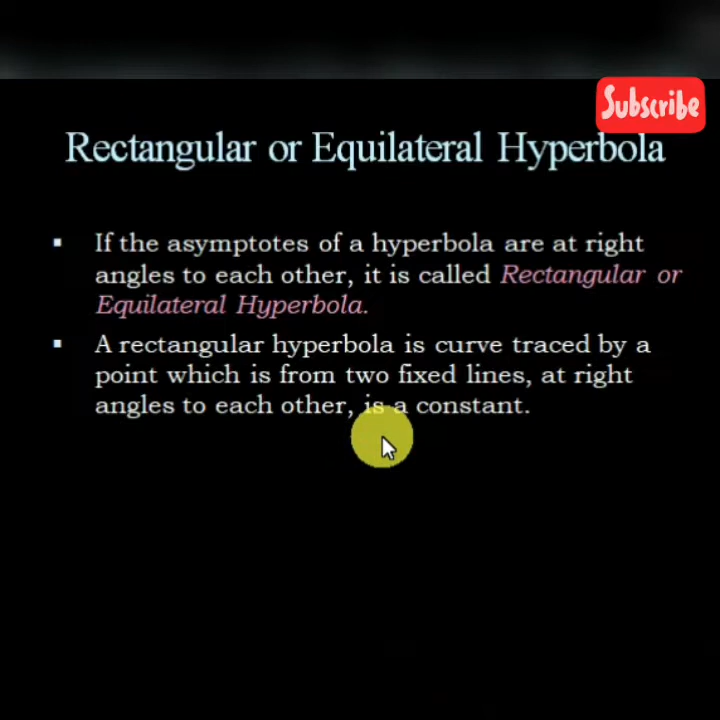 Subscribe
Rectangular or Equilateral Hyperbola
▪ If the asymptotes of a hyperbola are at right
angles to each other, it is called Rectangular or
Equilateral Hyperbola.
▪ A rectangular hyperbola is curve traced by a
point which is from two fixed lines, at right
angles to each other, is a constant.